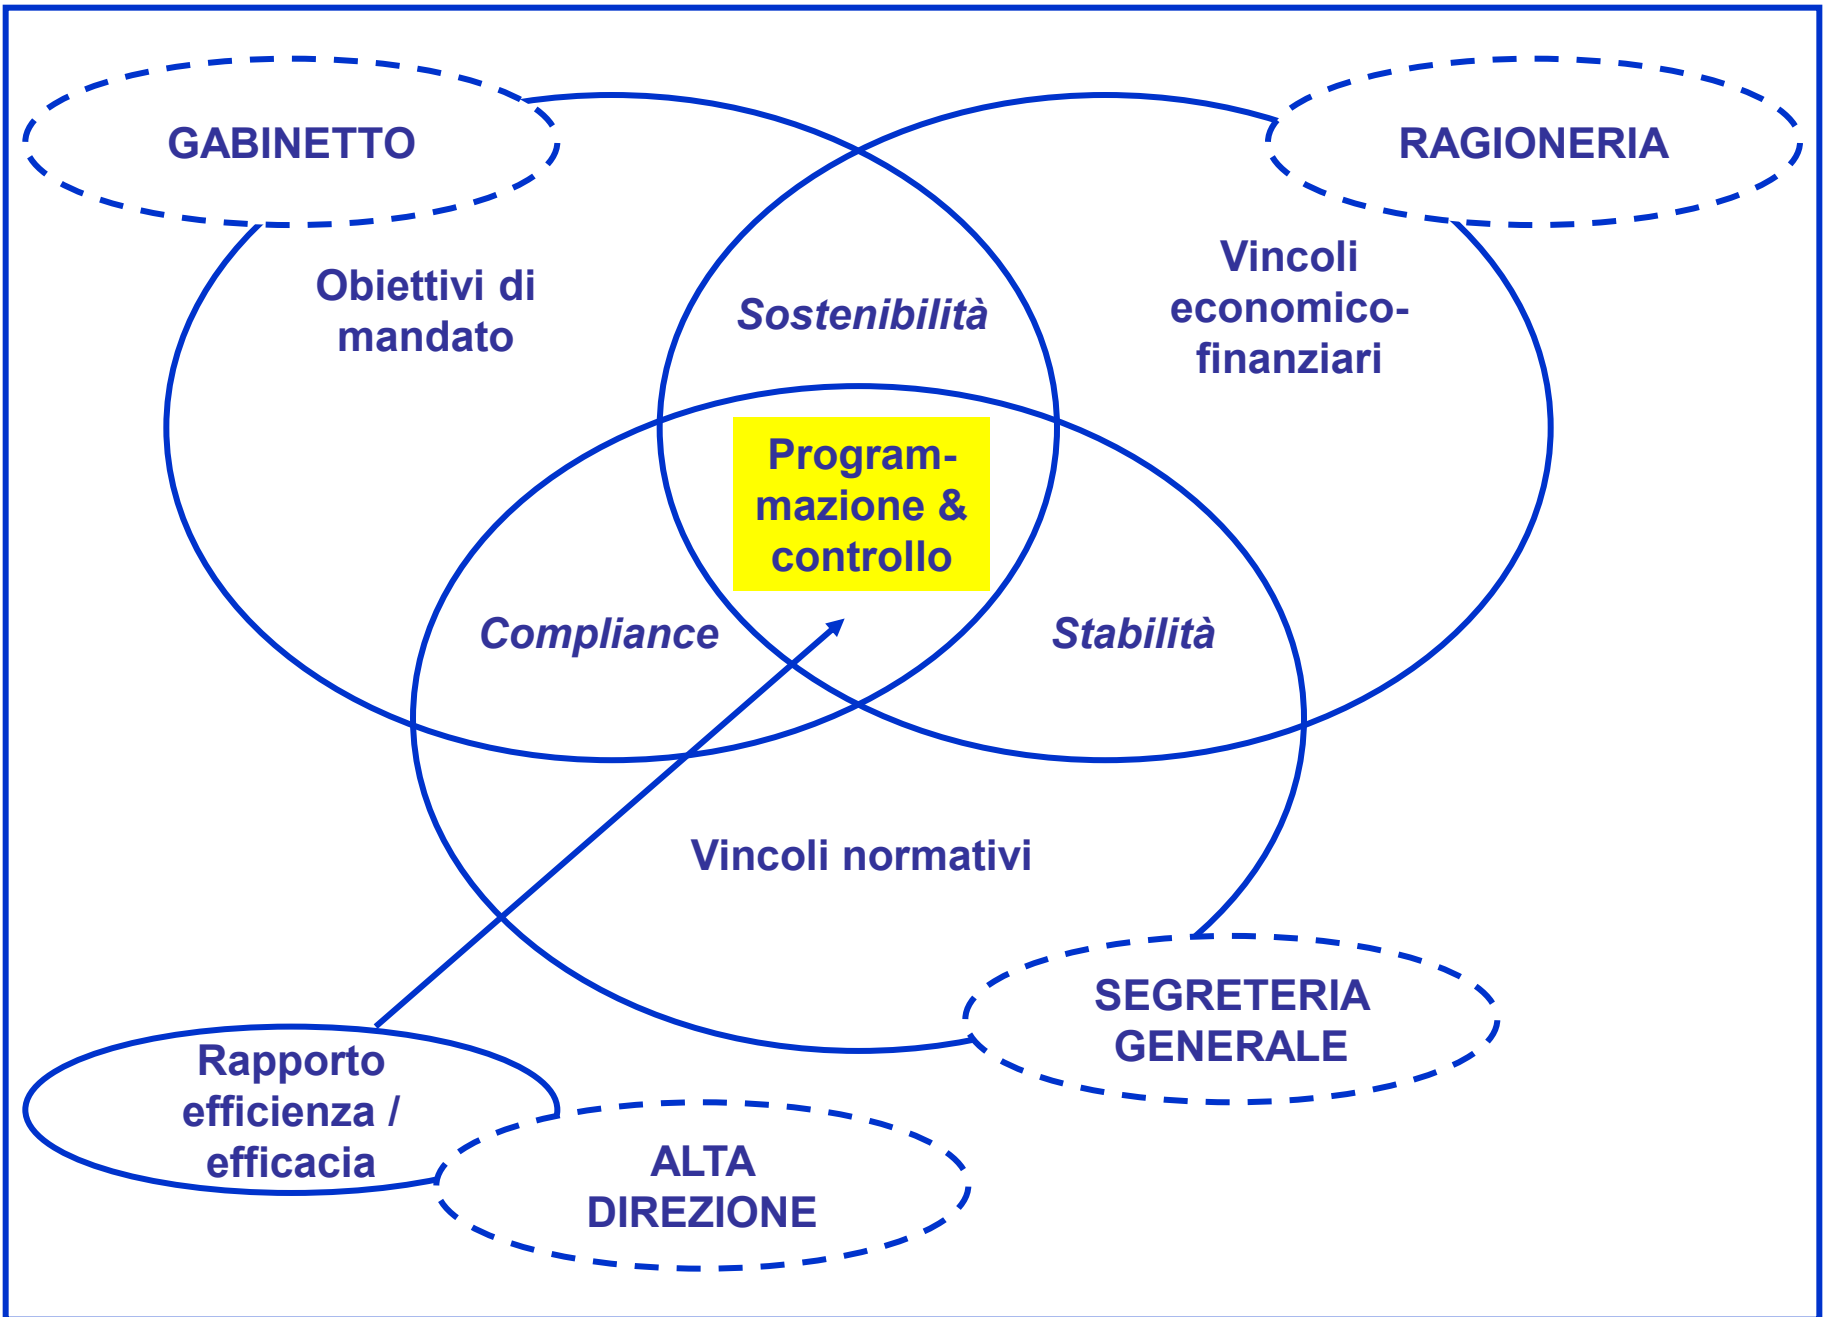 GABINETTO
RAGIONERIA
Obiettivi di
mandato
Sostenibilità
Vincoli
economico-
finanziari
Program-
mazione &
controllo
Compliance
Stabilità
Vincoli normativi
SEGRETERIA
GENERALE
Rapporto
efficienza /
efficacia
ALTA
DIREZIONE